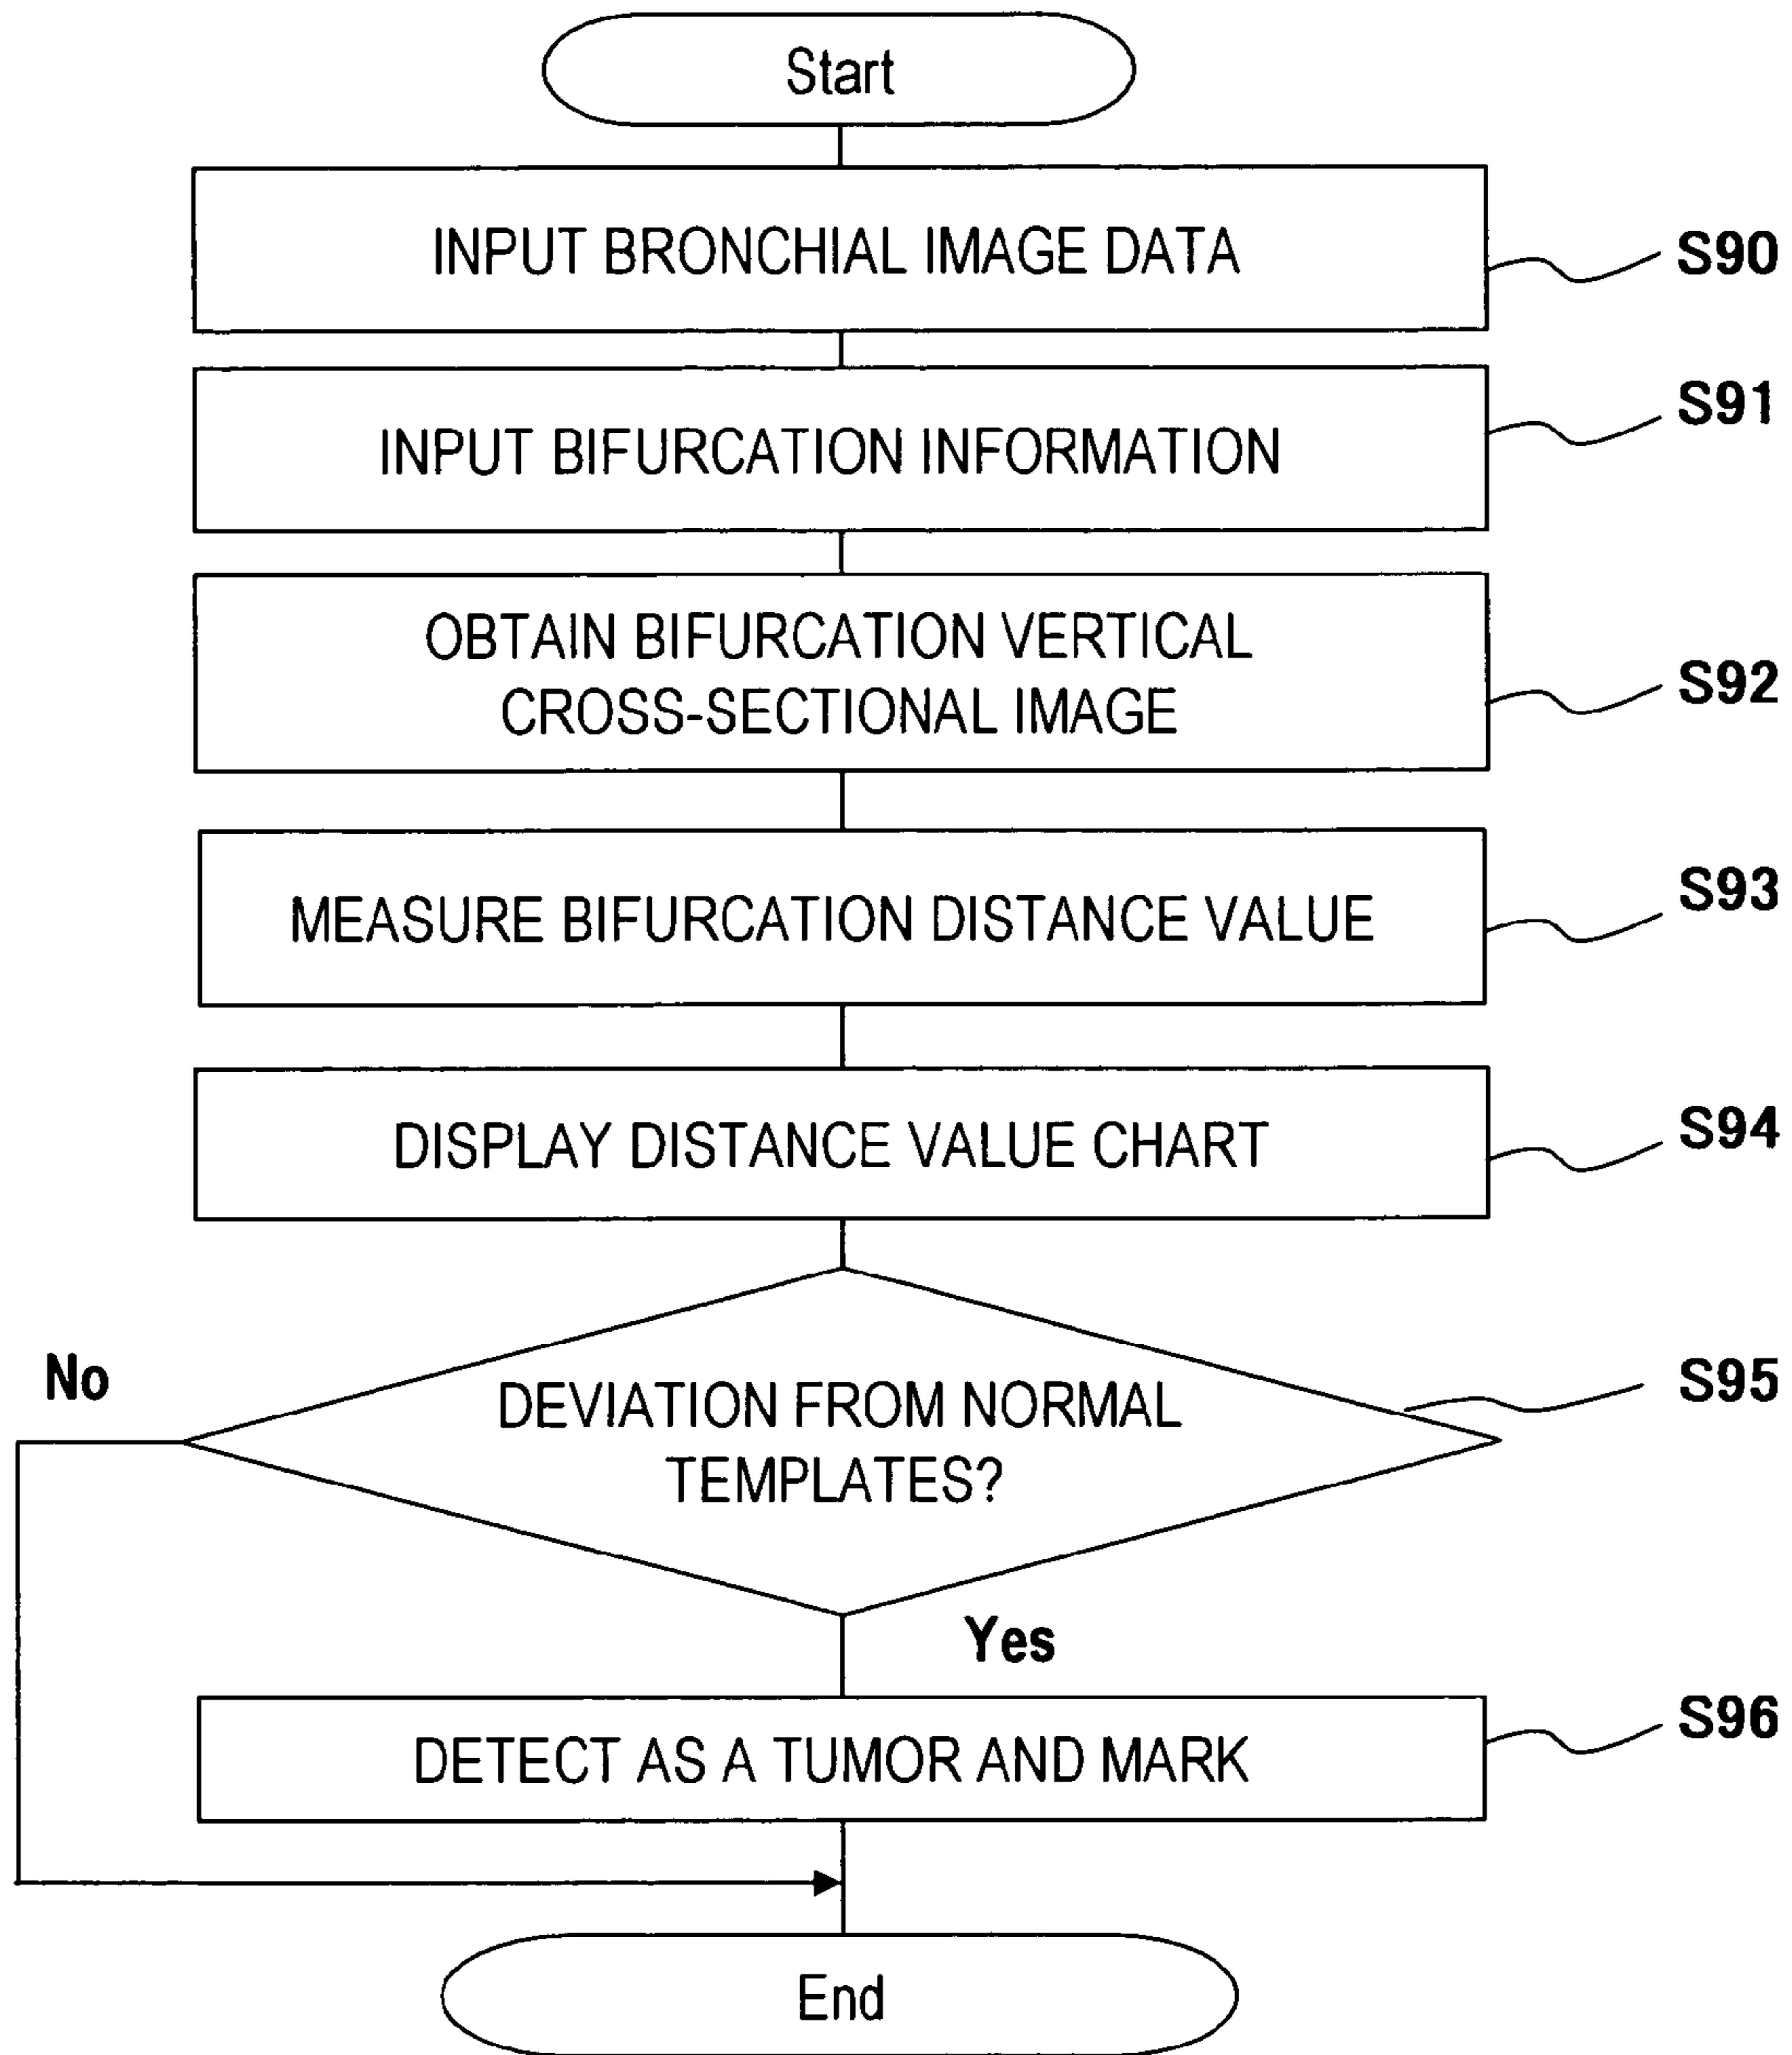 Start
INPUT BRONCHIAL IMAGE DATA
S90
INPUT BIFURCATION INFORMATION
S91
OBTAIN BIFURCATION VERTICAL
CROSS-SECTIONAL IMAGE
S92
MEASURE BIFURCATION DISTANCE VALUE
S93
DISPLAY DISTANCE VALUE CHART
S94
No
DEVIATION FROM NORMAL
TEMPLATES?
S95
Yes
DETECT AS A TUMOR AND MARK
S96
End